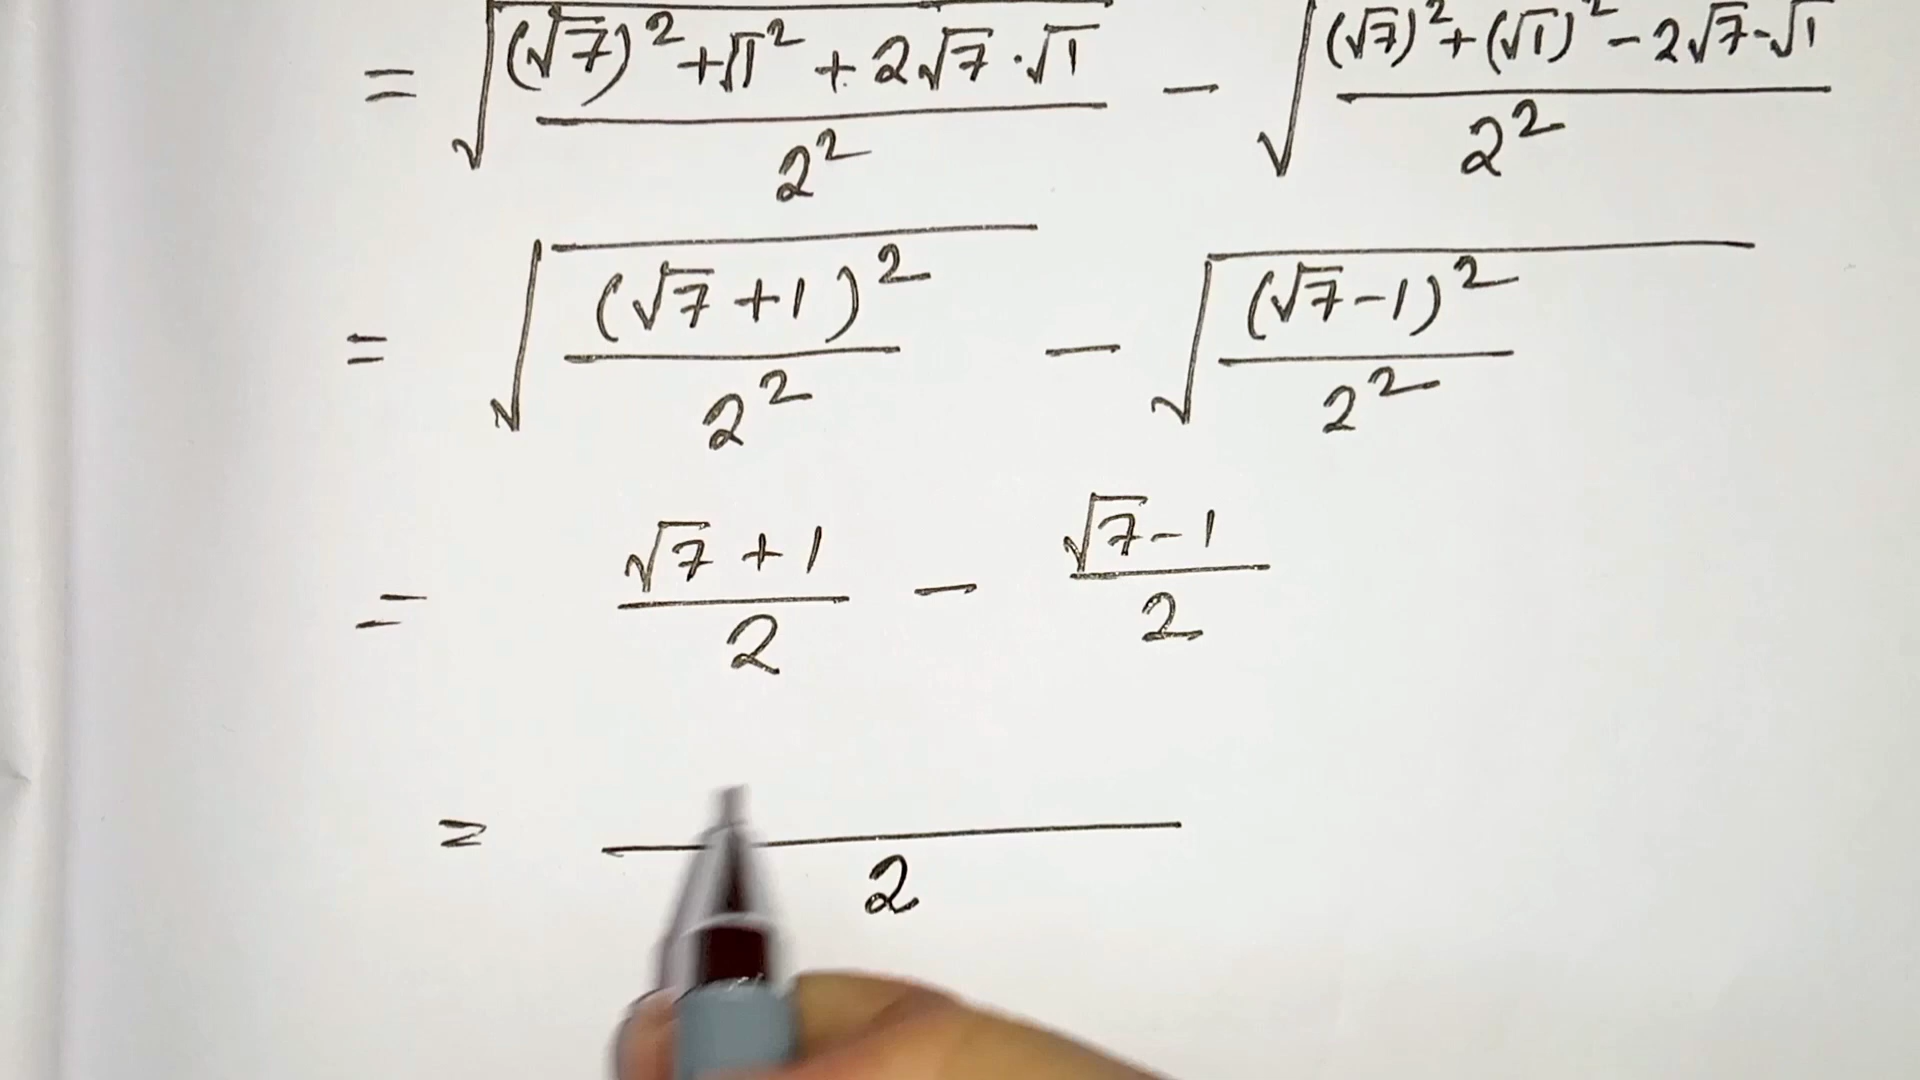 = √((√7)² + √1² + 2√7 · √1 / 2²) − √((√7)² + (√1)² − 2√7 - √1 / 2²)
= √((√7 + 1)² / 2²) − √((√7 − 1)² / 2²)
= (√7 + 1) / 2 − (√7 − 1) / 2
= / 2